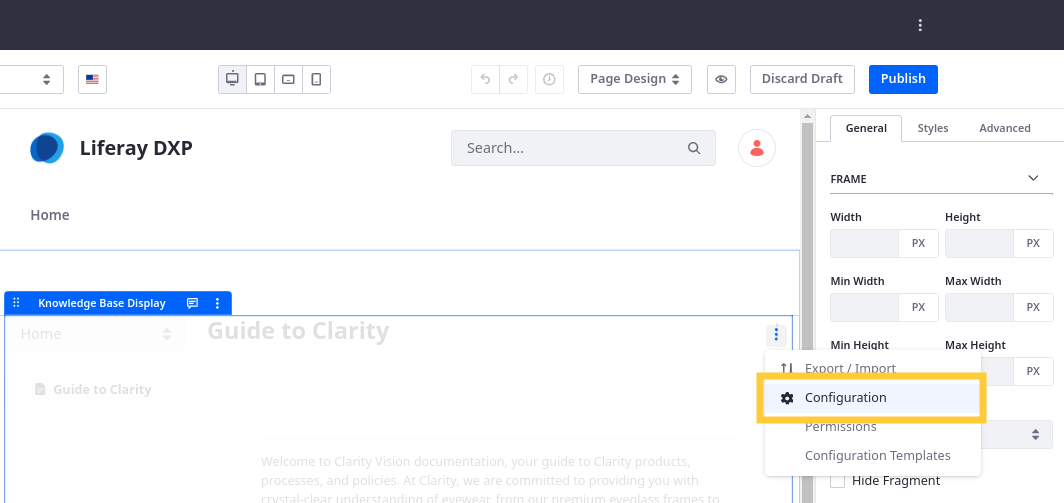 Page Design
Discard Draft
Publish
Liferay DXP
Search...
Home
General
Styles
Advanced
FRAME
Width
Height
PX
PX
Min Width
Max Width
PX
PX
Min Height
Max Height
PX
Knowledge Base Display
Home
Guide to Clarity
Guide to Clarity
Export / Import
Configuration
Permissions
Configuration Templates
Hide Fragment
Welcome to Clarity Vision documentation, your guide to Clarity products,
processes, and policies. At Clarity, we are committed to providing you with
crystal-clear understanding of eyewear, from our premium eyeglass frames to